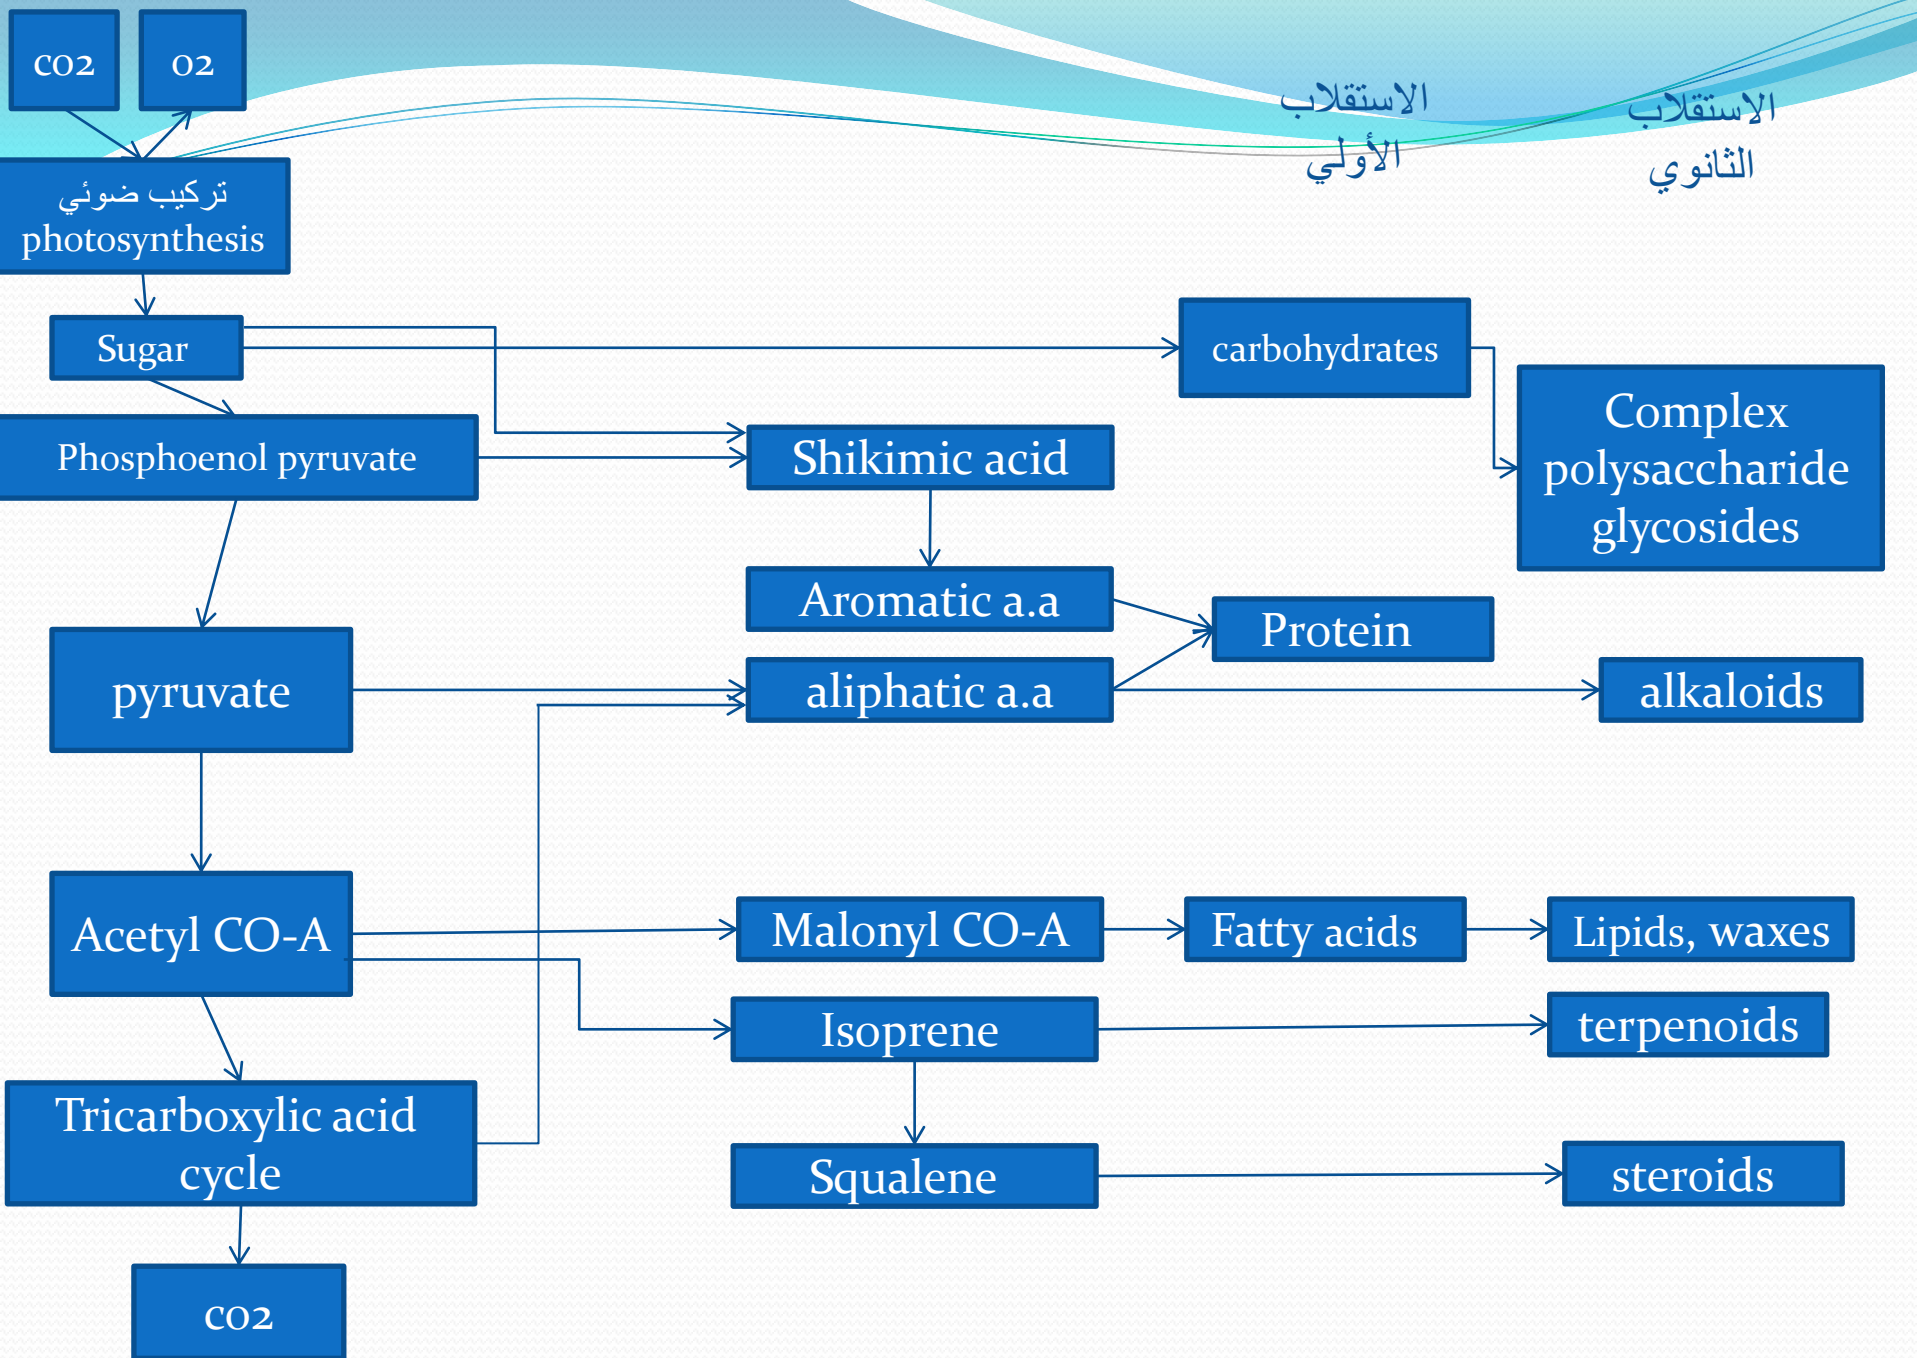 co2
o2
الاستقلاب
الأولي
الاستقلاب
الثانوي
تركيب ضوئي
photosynthesis
Sugar
carbohydrates
Complex
polysaccharide
glycosides
Phosphoenol pyruvate
Shikimic acid
Aromatic a.a
Protein
pyruvate
aliphatic a.a
alkaloids
Acetyl CO-A
Malonyl CO-A
Fatty acids
Lipids, waxes
Isoprene
terpenoids
Tricarboxylic acid
cycle
Squalene
steroids
co2